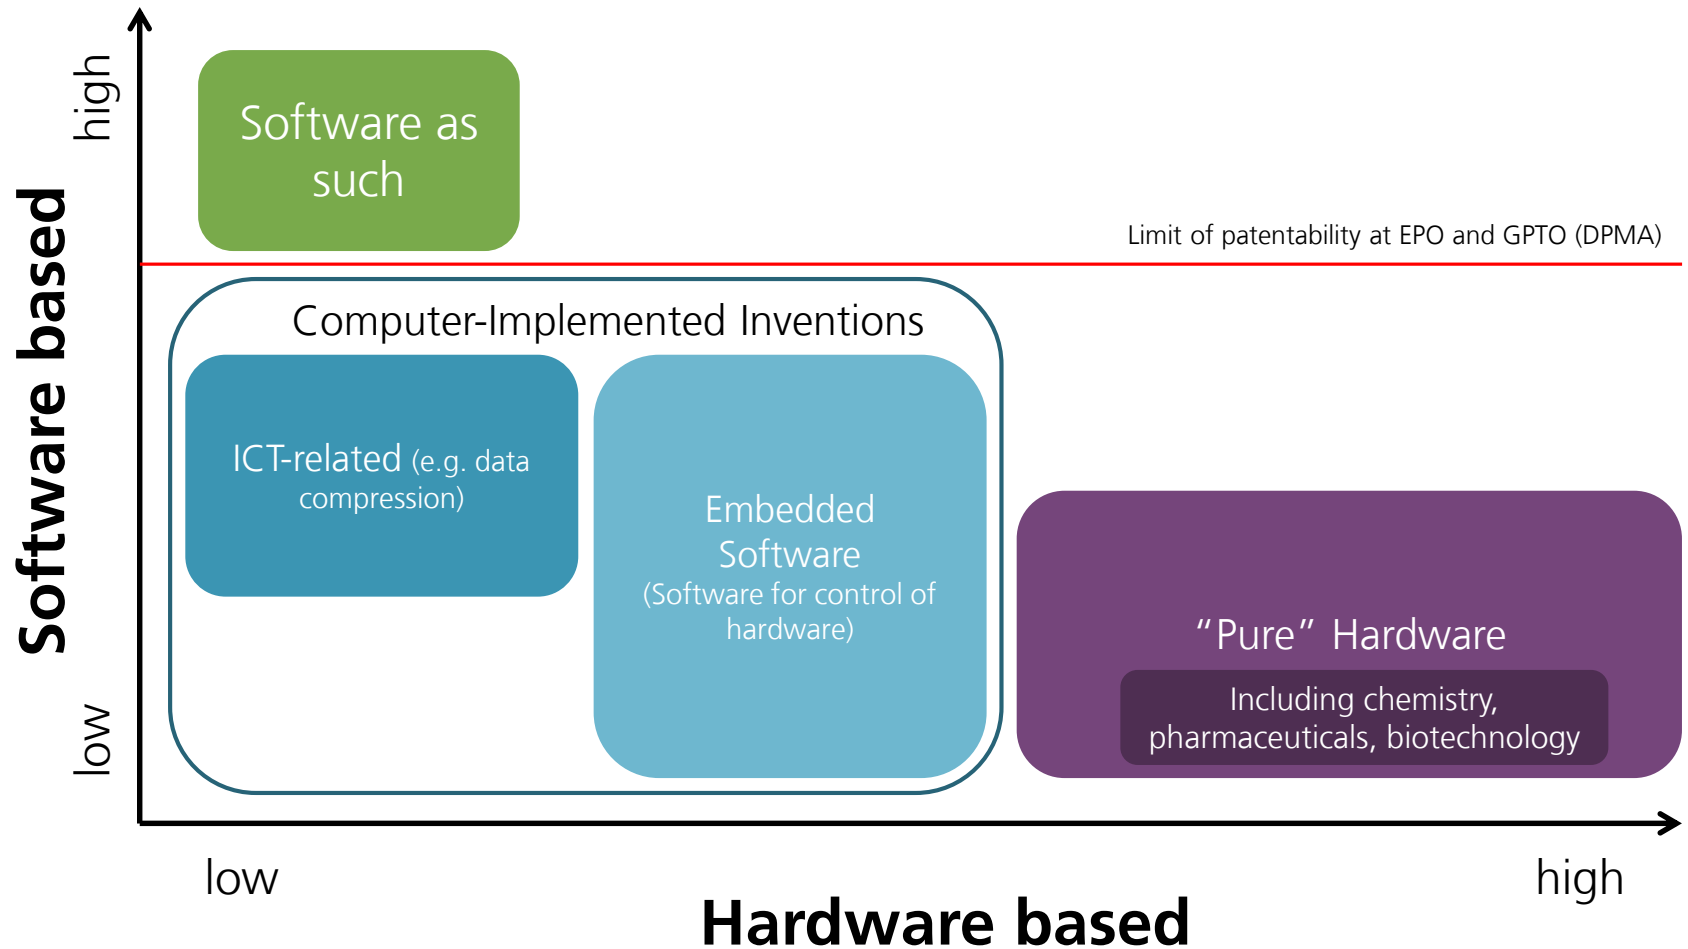 high
Software as
such
Limit of patentability at EPO and GPTO (DPMA)
Software based
Computer-Implemented Inventions
ICT-related (e.g. data
compression)
Embedded
Software
(Software for control of
hardware)
“Pure” Hardware
Including chemistry,
pharmaceuticals, biotechnology
low
low
high
Hardware based